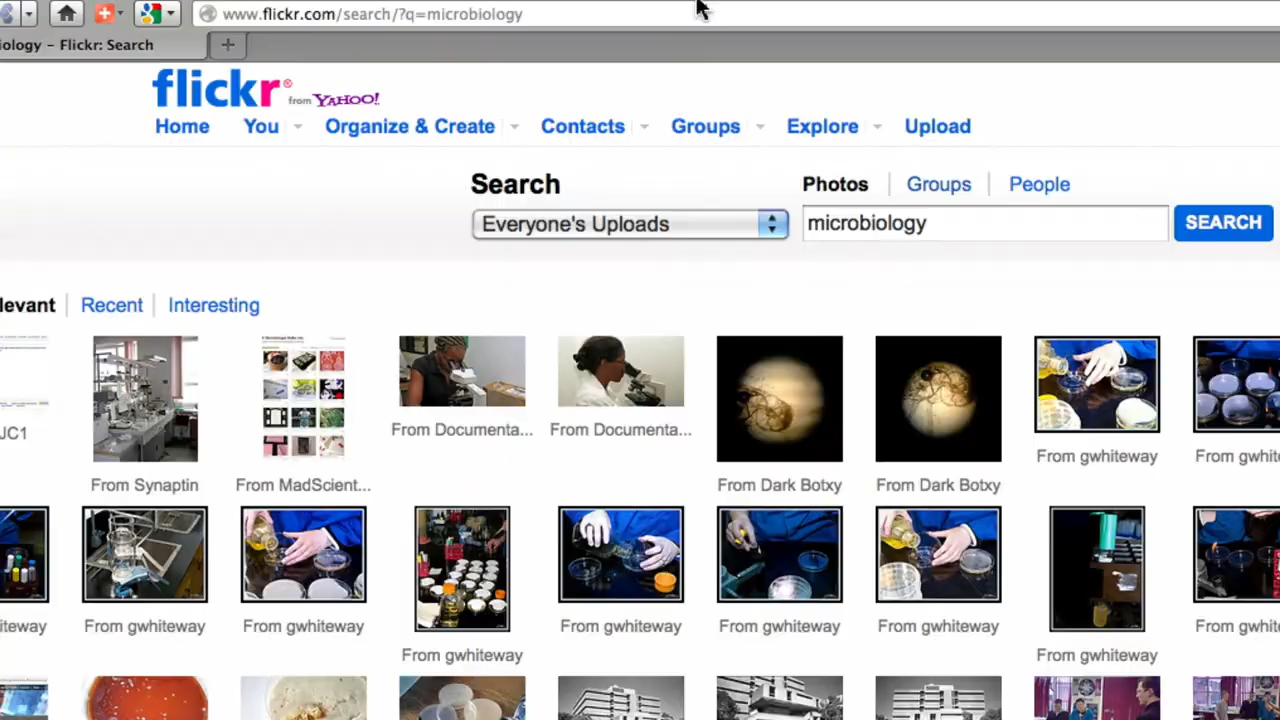 www.flickr.com/search/?q=microbiology
iology – Flickr: Search
flickr® from YAHOO!
Home You Organize & Create Contacts Groups Explore Upload
Search Photos Groups People
Everyone's Uploads microbiology SEARCH
levant Recent Interesting
JC1 From Documenta... From Documenta... From gwhiteway From gwhit
From Synaptin From MadScient... From Dark Botxy From Dark Botxy
iteway From gwhiteway From gwhiteway From gwhiteway From gwhiteway From gwhiteway From gwhit
From gwhiteway From gwhiteway